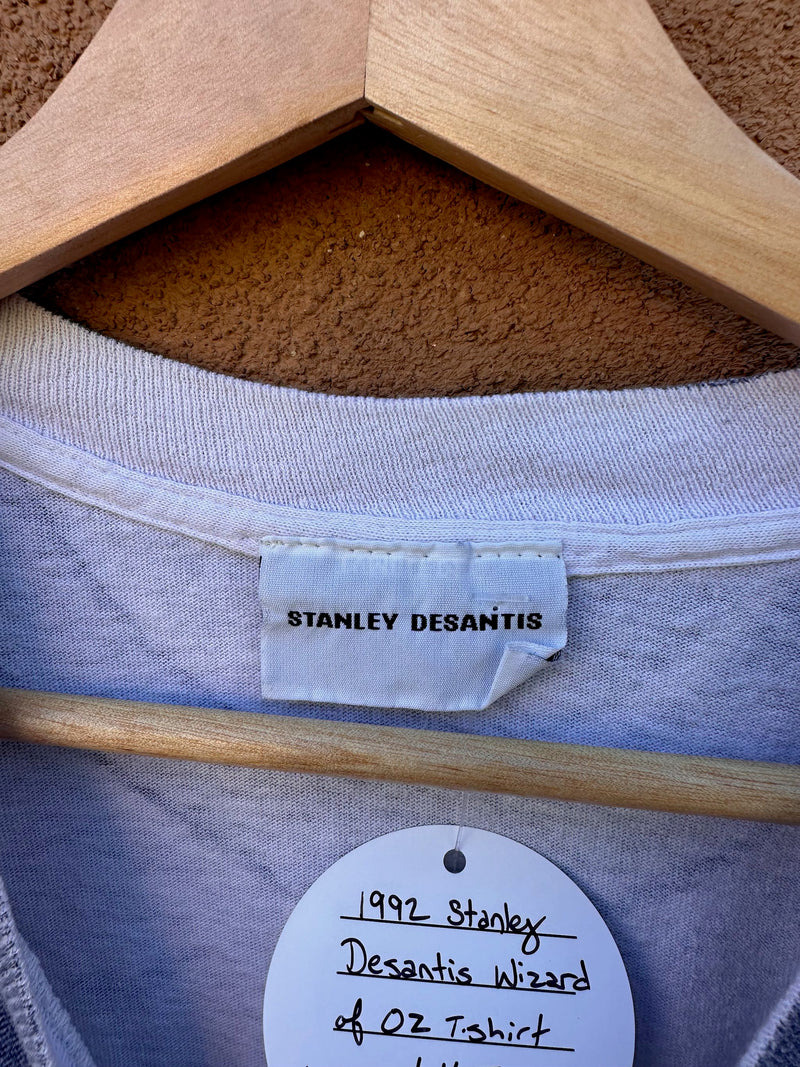 STANLEY DESANTIS
1992 Stanley
Desantis Wizard
of OZ T-shirt